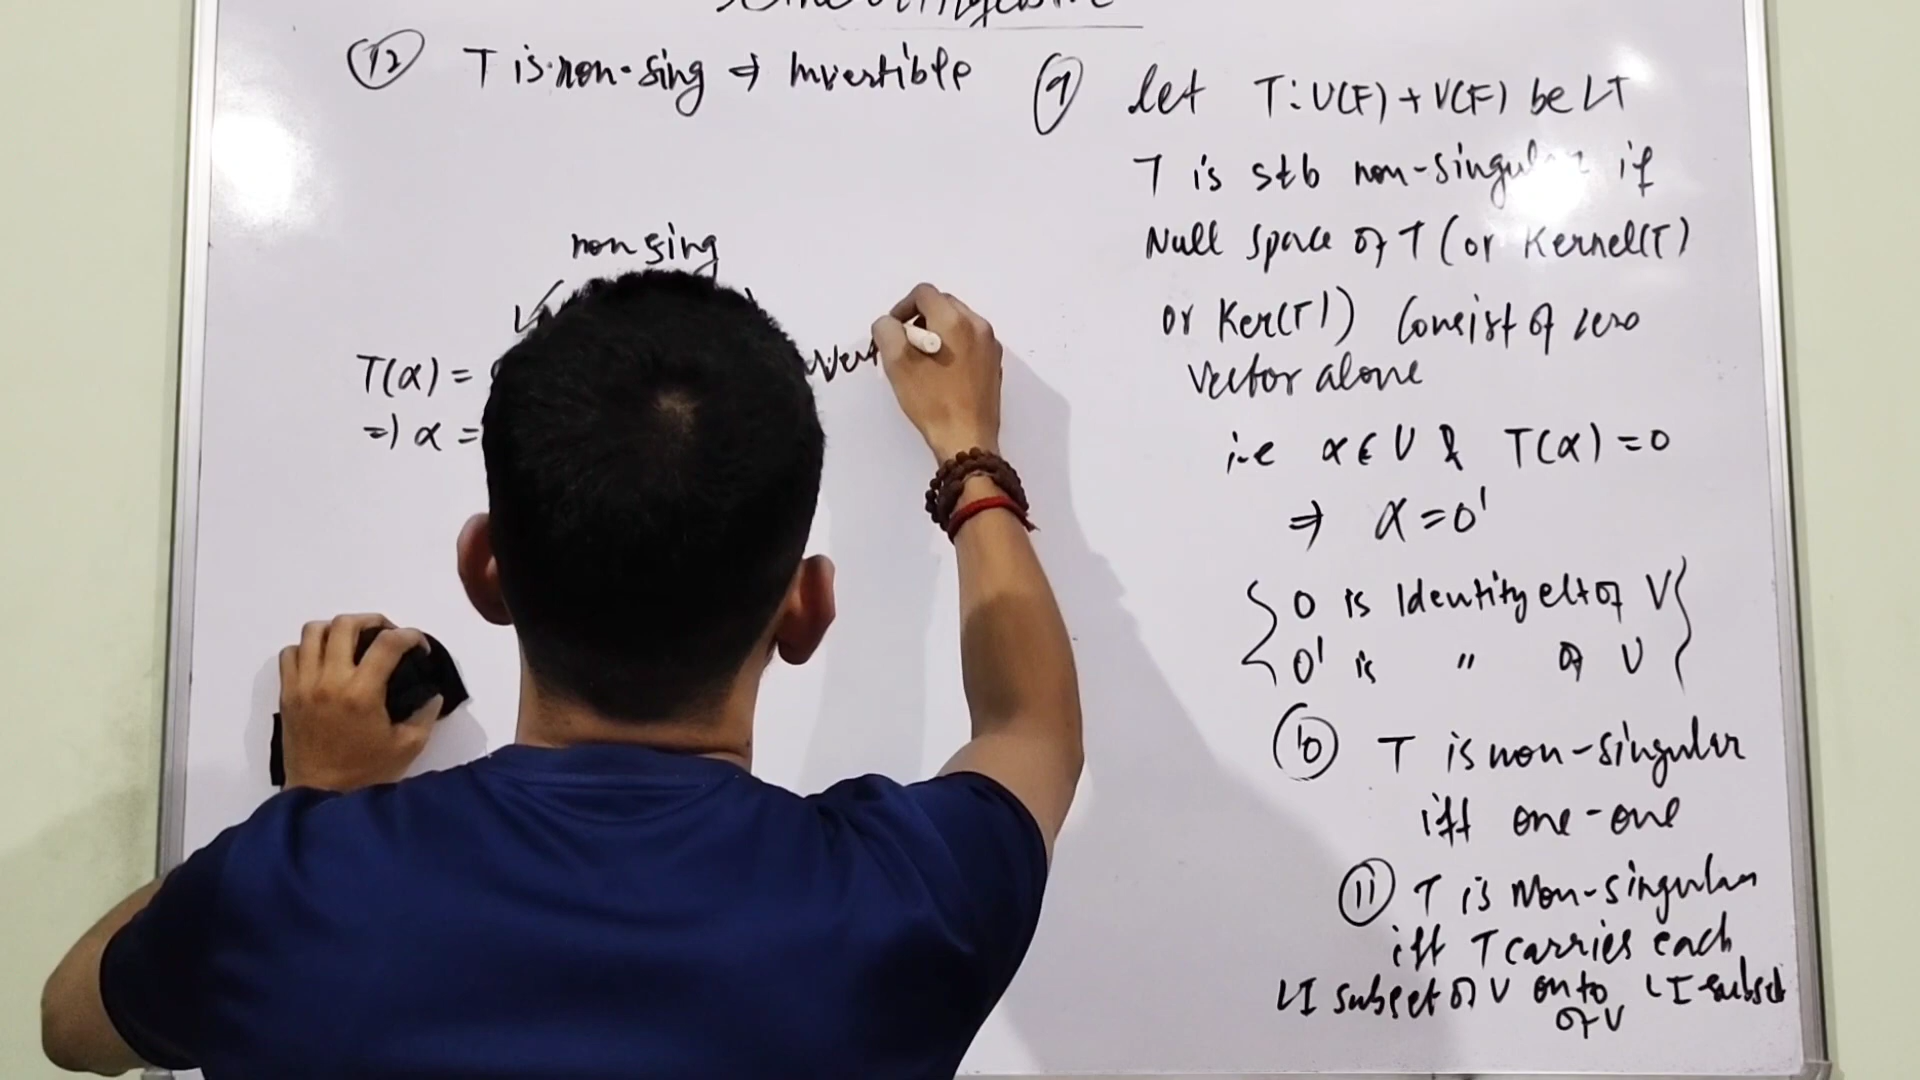 ⑫ T is non-sing ⇒ Invertible
non sing
T(α) =
=) α =
⑨ let T: U(F) → V(F) be LT
T is stb non-singular if
Null space of T (or Kernel(T)
or Ker(T)) Consist of zero
vector alone
i.e α ∈ U & T(α) = 0
⇒ α = 0'
{ 0 is Identity elt of V }
{ 0' is " of U }
⑩ T is non-singular
iff one-one
⑪ T is Non-singular
iff T carries each
LI subset of U onto LI subset
of V